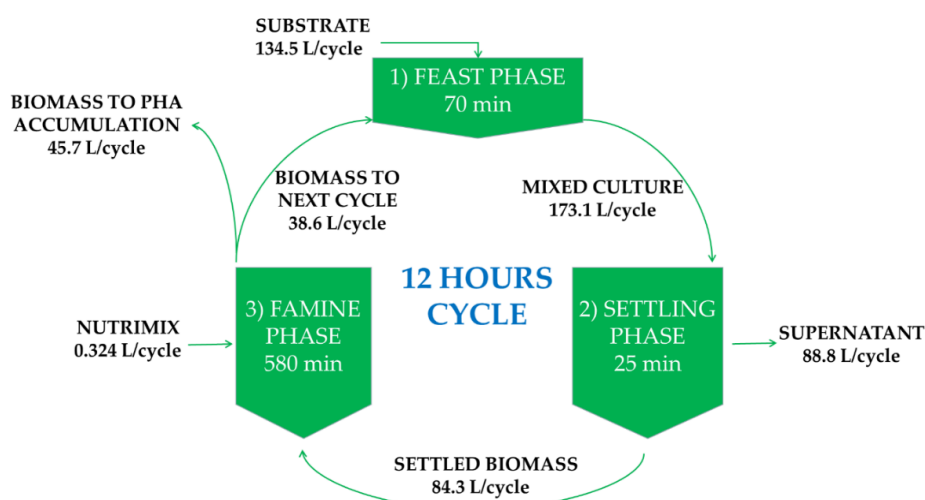 SUBSTRATE
134.5 L/cycle
1) FEAST PHASE
70 min
BIOMASS TO PHA
ACCUMULATION
45.7 L/cycle
BIOMASS TO
NEXT CYCLE
38.6 L/cycle
MIXED CULTURE
173.1 L/cycle
12 HOURS
CYCLE
3) FAMINE
PHASE
580 min
2) SETTLING
PHASE
25 min
NUTRIMIX
0.324 L/cycle
SUPERNATANT
88.8 L/cycle
SETTLED BIOMASS
84.3 L/cycle